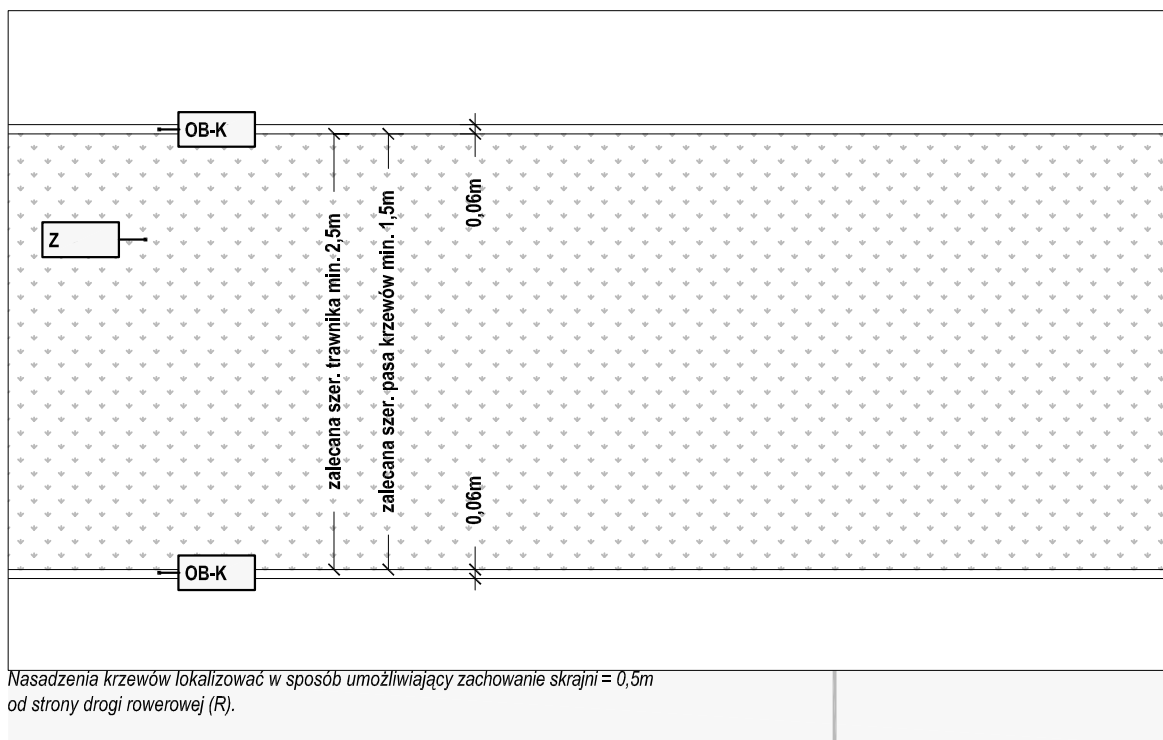 OB-K
Z
zalecana szer. trawnika min. 2,5m
zalecana szer. pasa krzewów min. 1,5m
0,06m
0,06m
OB-K
Nasadzenia krzewów lokalizować w sposób umożliwiający zachowanie skrajni = 0,5m
od strony drogi rowerowej (R).